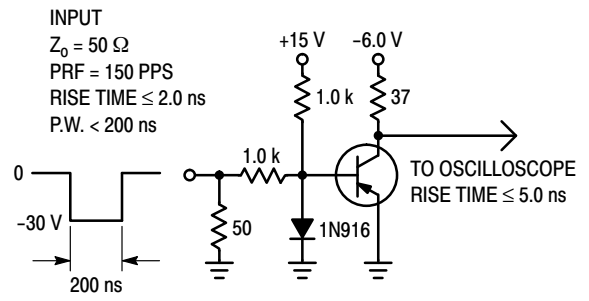 INPUT
Zo = 50 Ω
PRF = 150 PPS
RISE TIME ≤ 2.0 ns
P.W. < 200 ns
+15 V
−6.0 V
1.0 k
37
1.0 k
TO OSCILLOSCOPE
RISE TIME ≤ 5.0 ns
0
−30 V
50
1N916
200 ns